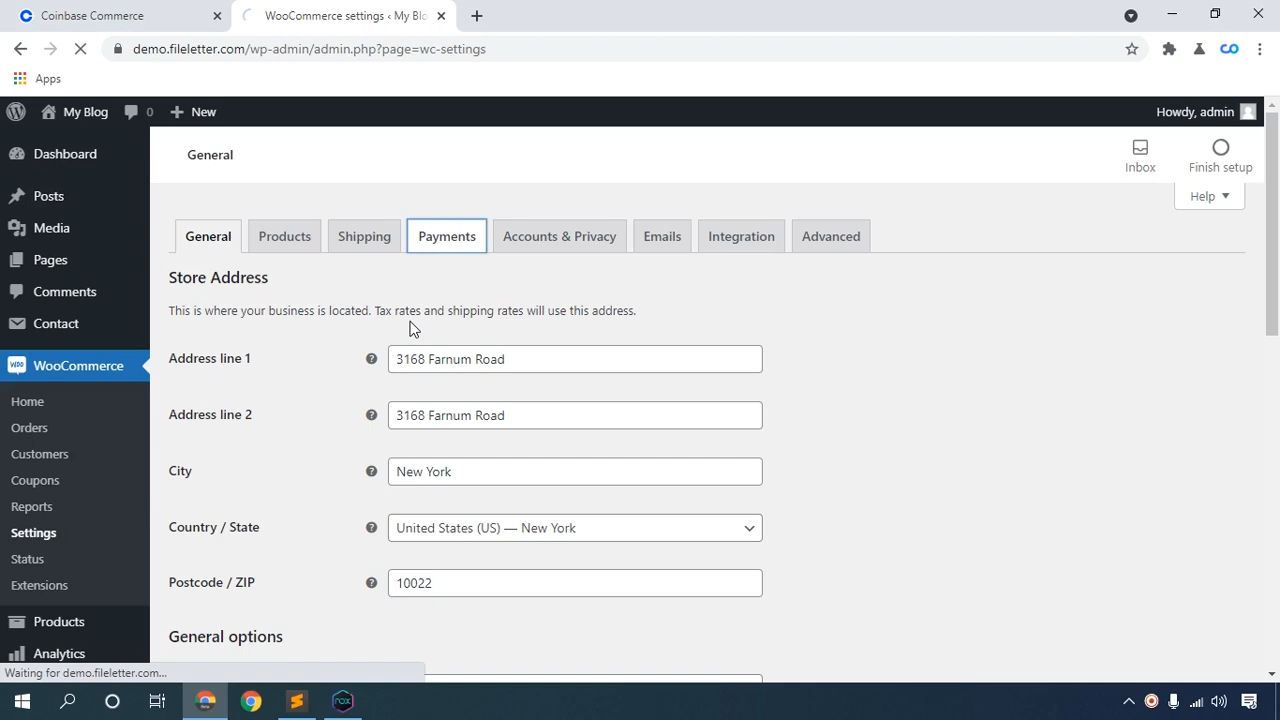 Coinbase Commerce
WooCommerce settings ‹ My Blo
demo.fileletter.com/wp-admin/admin.php?page=wc-settings
Apps
My Blog
0
New
Howdy, admin
Dashboard
Posts
Media
Pages
Comments
Contact
WooCommerce
Home
Orders
Customers
Coupons
Reports
Settings
Status
Extensions
Products
Analytics
General
Inbox
Finish setup
Help
General
Products
Shipping
Payments
Accounts & Privacy
Emails
Integration
Advanced
Store Address
This is where your business is located. Tax rates and shipping rates will use this address.
Address line 1
3168 Farnum Road
Address line 2
3168 Farnum Road
City
New York
Country / State
United States (US) — New York
Postcode / ZIP
10022
General options
Waiting for demo.fileletter.com...